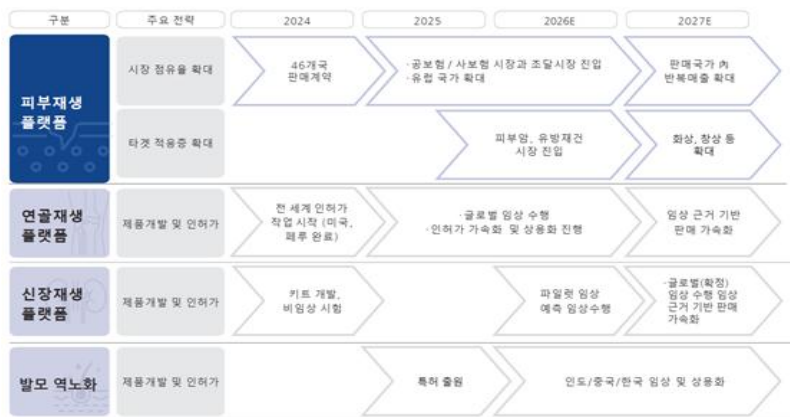 구분 주요 전략 2024 2025 2026E 2027E
피부재생
플랫폼
시장 점유율 확대
46개국
판매계약
·공보험 / 사보험 시장과 조달시장 진입
·유럽 국가 확대
판매국가 內
반복매출 확대
타겟 적응증 확대
피부암, 유방재건
시장 진입
화상, 창상 등
확대
연골재생
플랫폼
제품개발 및 인허가
전 세계 인허가
작업 시작 (미국,
페루 완료)
·글로벌 임상 수행
·인허가 가속화 및 상용화 진행
임상 근거 기반
판매 가속화
신장재생
플랫폼
제품개발 및 인허가
키트 개발,
비임상 시험
파일럿 임상
예측 임상수행
·글로벌(확정)
임상 수행 임상
근거 기반 판매
가속화
발모 역노화
제품개발 및 인허가
특허 출원
인도/중국/한국 임상 및 상용화